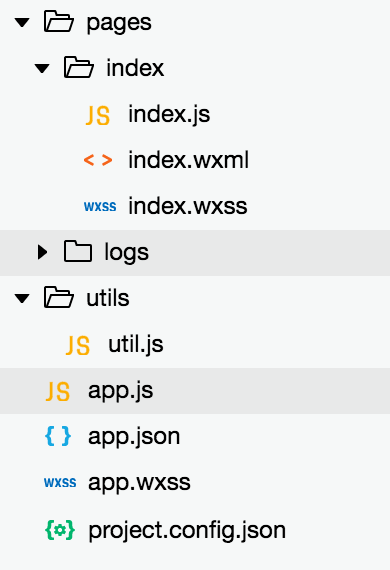 pages
index
JS index.js
< > index.wxml
wxss index.wxss
logs
utils
JS util.js
JS app.js
{ } app.json
wxss app.wxss
{ } project.config.json